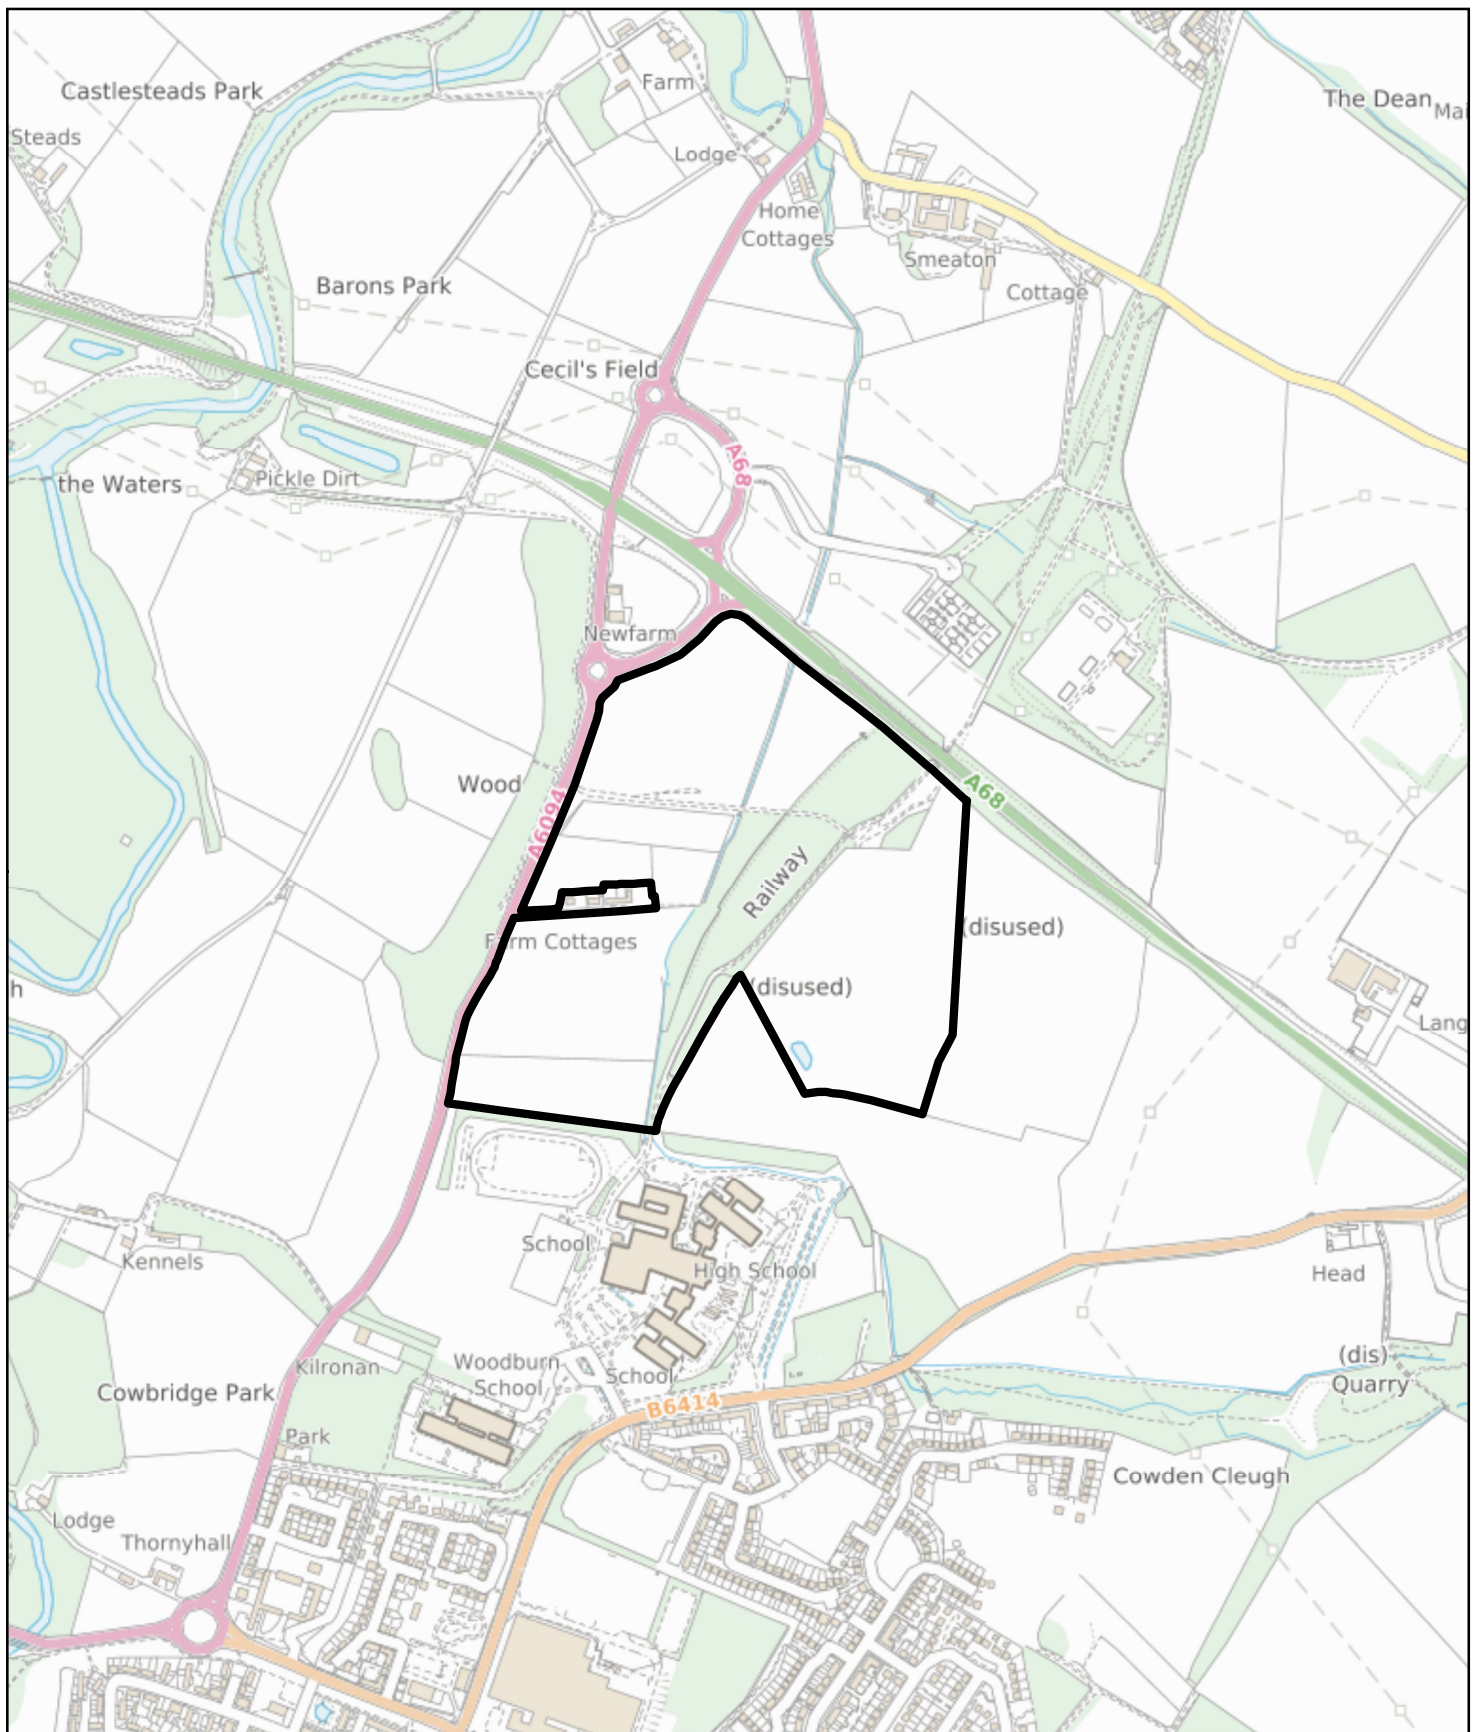 Castlesteads Park
Farm
The Dean
Mai
Steads
Lodge
Home
Cottages
Smeaton
Barons Park
Cottage
Cecil's Field
A68
the Waters
Pickle Dirt
Newfarm
Wood
A68
A6094
Railway
(disused)
Farm Cottages
(disused)
h
Lang
School
Kennels
High School
Head
Woodburn
School
School
Kilronan
(dis)
Quarry
Cowbridge Park
B6414
Park
Cowden Cleugh
Lodge
Thornyhall